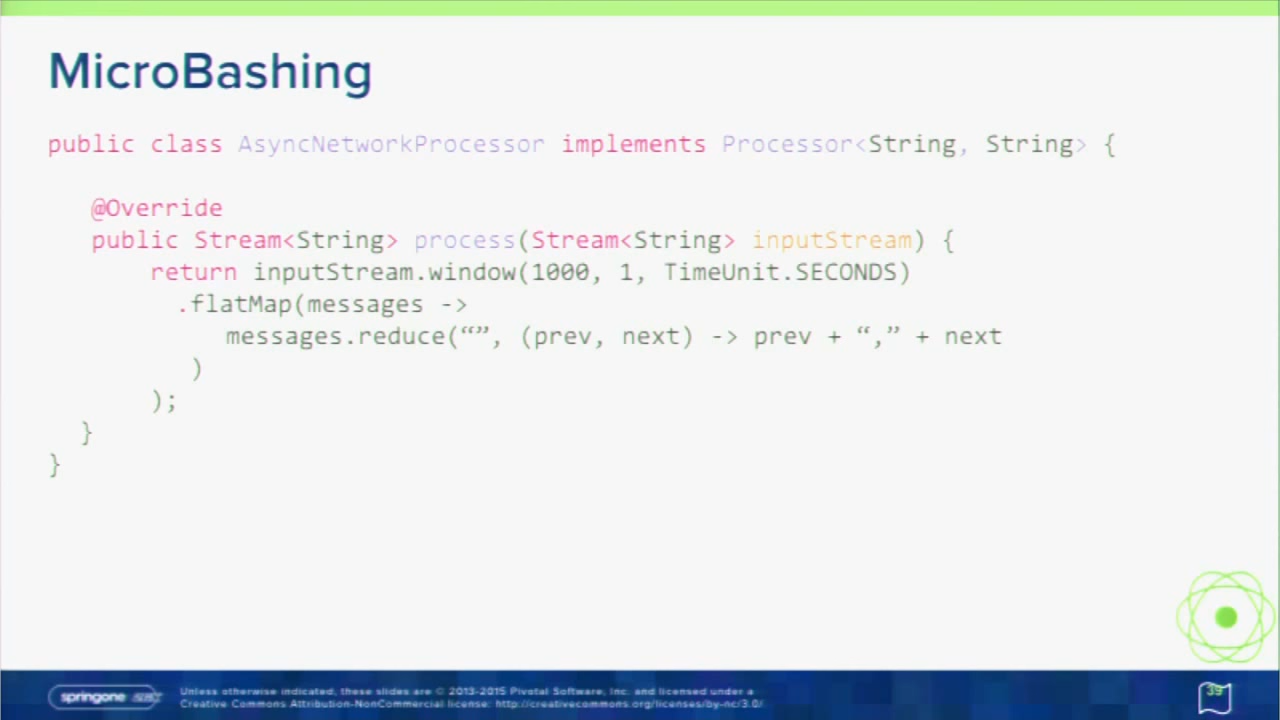 MicroBashing
public class AsyncNetworkProcessor implements Processor<String, String> {
@Override
public Stream<String> process(Stream<String> inputStream) {
return inputStream.window(1000, 1, TimeUnit.SECONDS)
.flatMap(messages ->
messages.reduce(“”, (prev, next) -> prev + “,” + next
)
);
}
}
springone
Unless otherwise indicated, these slides are © 2013-2015 Pivotal Software, Inc. and licensed under a
Creative Commons Attribution-NonCommercial license: http://creativecommons.org/licenses/by-nc/3.0/
39